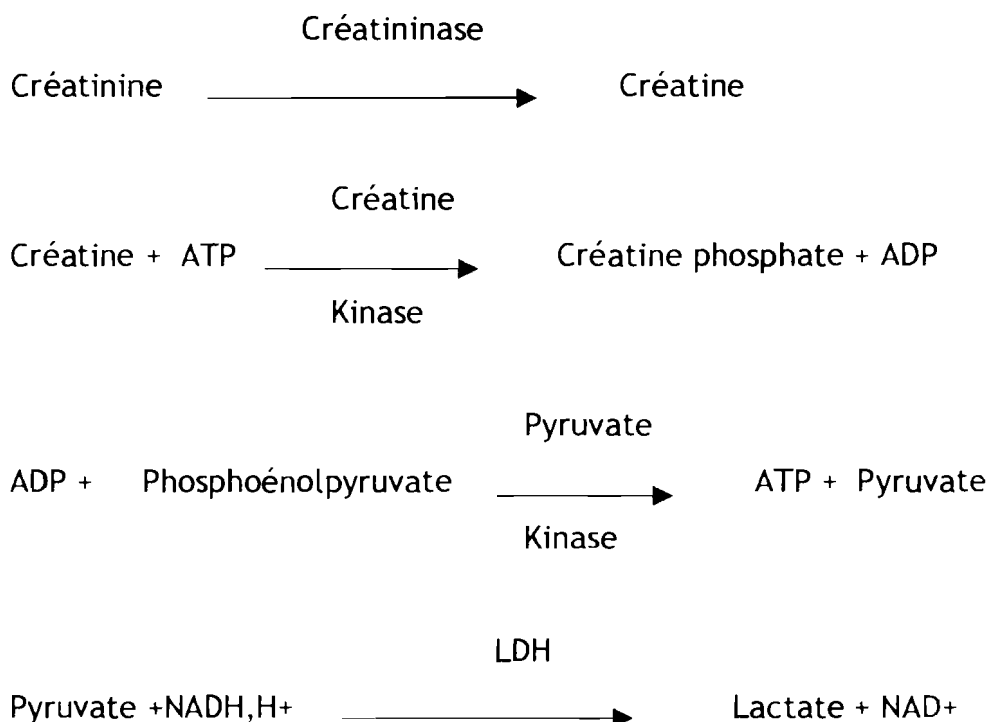 Créatininase
Créatinine Créatine
Créatine
Créatine + ATP Créatine phosphate + ADP
Kinase
Pyruvate
ADP + Phosphoénolpyruvate ATP + Pyruvate
Kinase
LDH
Pyruvate +NADH,H+ Lactate + NAD+